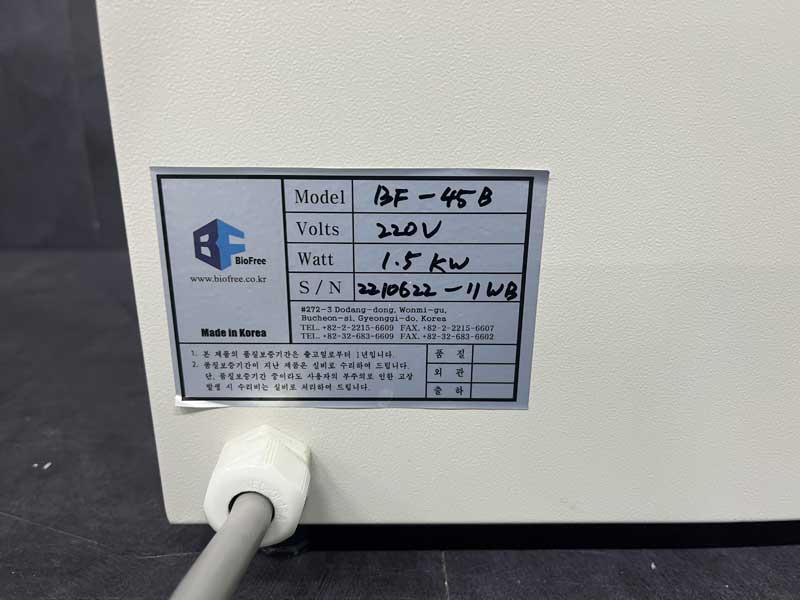 BF
BioFree
www.biofree.co.kr
Made in Korea
Model BF-45B
Volts 220V
Watt 1.5 KW
S / N 2210622-11WB
#272-3 Dodang-dong, Wonmi-gu,
Bucheon-si, Gyeonggi-do, Korea
TEL. +82-2-2215-6609 FAX. +82-2-2215-6607
TEL. +82-32-683-6609 FAX. +82-32-683-6602
1. 본 제품의 품질보증기간은 출고일로부터 1년입니다.
2. 품질보증기간이 지난 제품은 실비로 수리하여 드립니다.
단, 품질보증기간 중이라도 사용자의 부주의로 인한 고장
발생 시 수리비는 실비로 처리하여 드립니다.
품 질
외 관
출 하